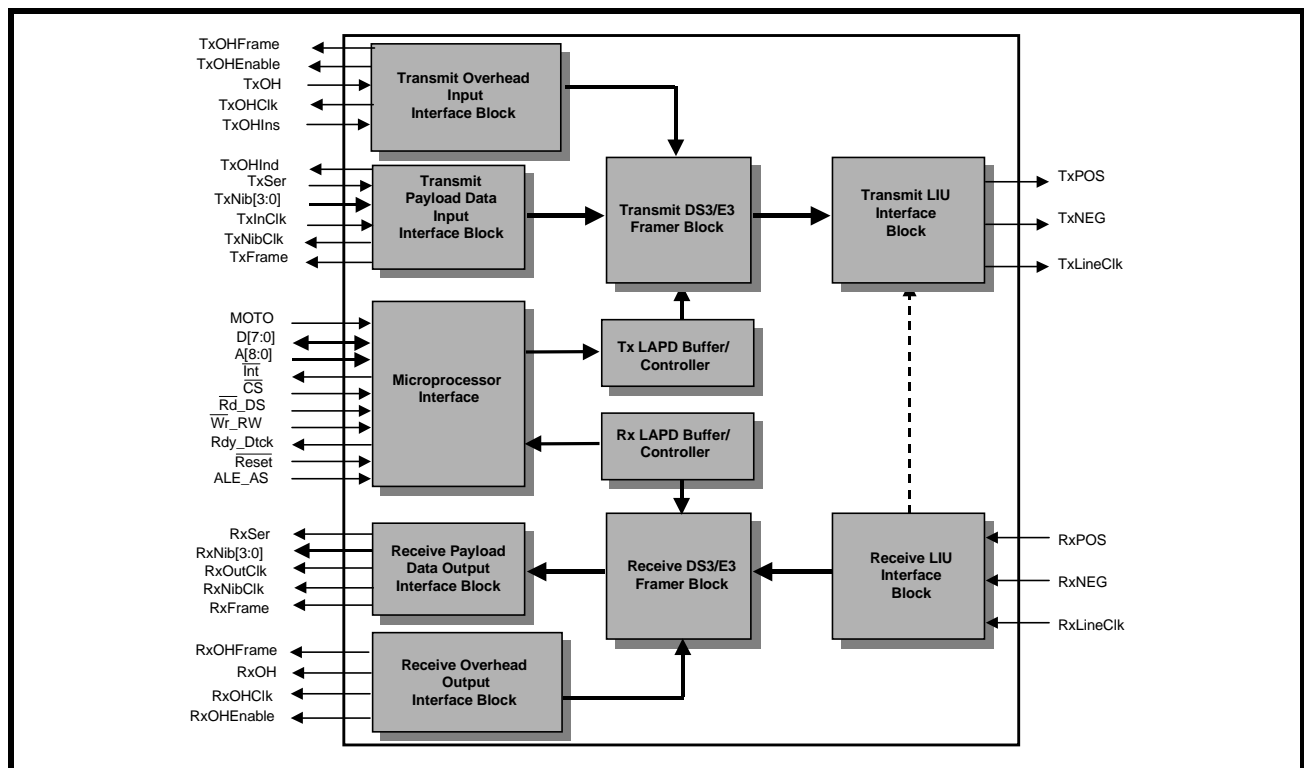 TxOHFrame
TxOHEnable
TxOH
TxOHClk
TxOHIns
Transmit Overhead
Input
Interface Block
TxOHInd
TxSer
TxNib[3:0]
TxInClk
TxNibClk
TxFrame
Transmit
Payload Data
Input
Interface Block
Transmit DS3/E3
Framer Block
Transmit LIU
Interface
Block
TxPOS
TxNEG
TxLineClk
MOTO
D[7:0]
A[8:0]
Int
CS
Rd_DS
Wr_RW
Rdy_Dtck
Reset
ALE_AS
Microprocessor
Interface
Tx LAPD Buffer/
Controller
Rx LAPD Buffer/
Controller
RxSer
RxNib[3:0]
RxOutClk
RxNibClk
RxFrame
Receive Payload
Data Output
Interface Block
Receive DS3/E3
Framer Block
Receive LIU
Interface
Block
RxPOS
RxNEG
RxLineClk
RxOHFrame
RxOH
RxOHClk
RxOHEnable
Receive Overhead
Output
Interface Block